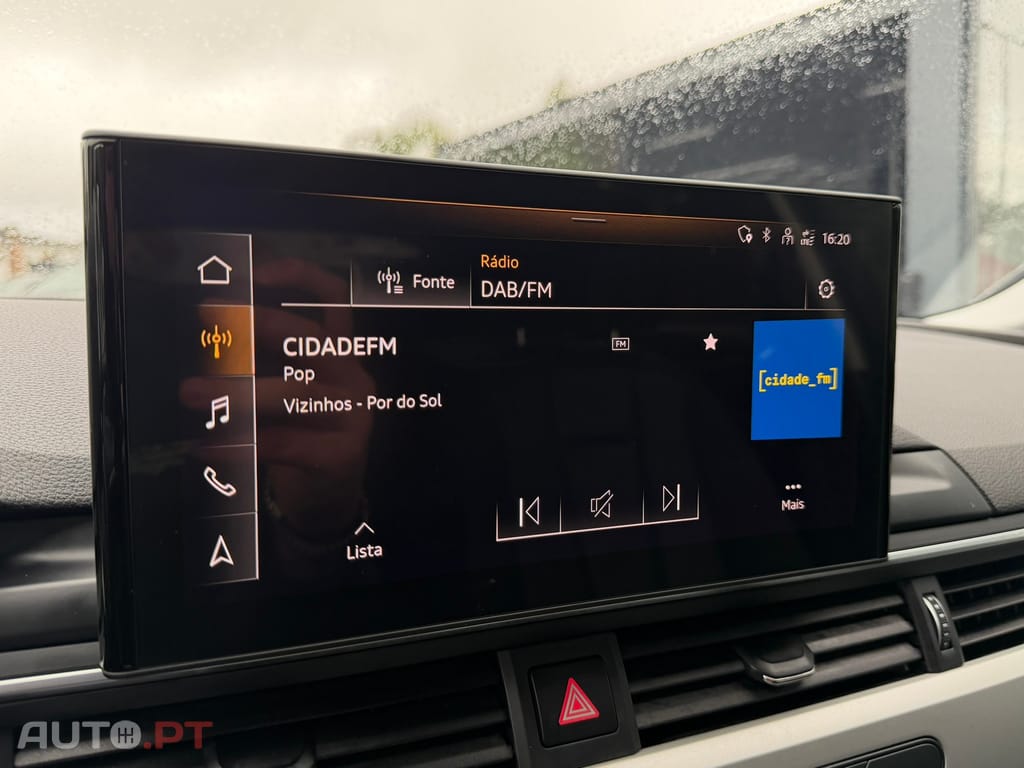 16:20
Fonte
Rádio
DAB/FM
CIDADEFM
FM
Pop
Vizinhos - Por do Sol
[cidade_fm]
Lista
Mais
AUTO.PT